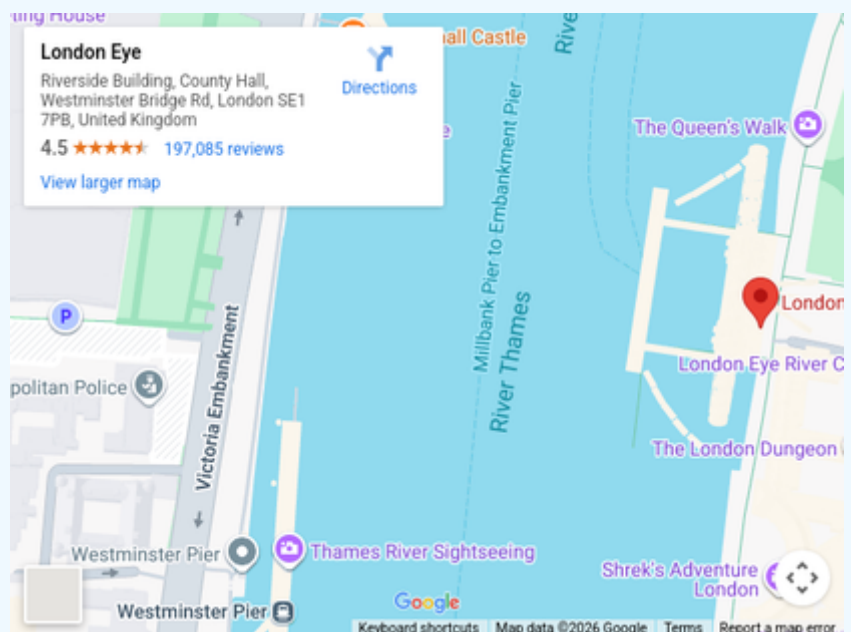 London Eye
Riverside Building, County Hall,
Westminster Bridge Rd, London SE1
7PB, United Kingdom
4.5
197,085 reviews
View larger map
Directions
Castle
The Queen's Walk
Millbank Pier to Embankment Pier
River Thames
P
London
London Eye River C
Victoria Embankment
Police
The London Dungeon
Westminster Pier
Thames River Sightseeing
Shrek's Adventure
London
Westminster Pier
Google
Keyboard shortcuts
Map data ©2026 Google
Terms
Report a map error